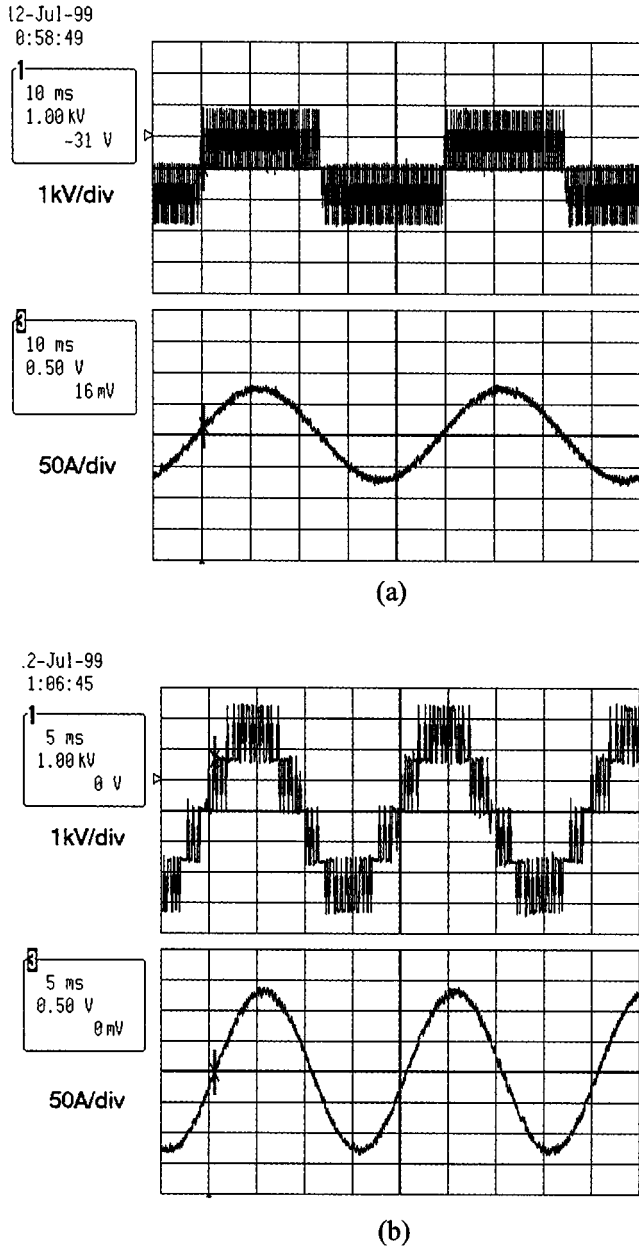 12-Jul-99
0:58:49
1
10 ms
1.00 kV
-31 V
1kV/div
3
10 ms
0.50 V
16 mV
50A/div
(a)
.2-Jul-99
1:06:45
1
5 ms
1.00 kV
0 V
1kV/div
3
5 ms
0.50 V
0 mV
50A/div
(b)